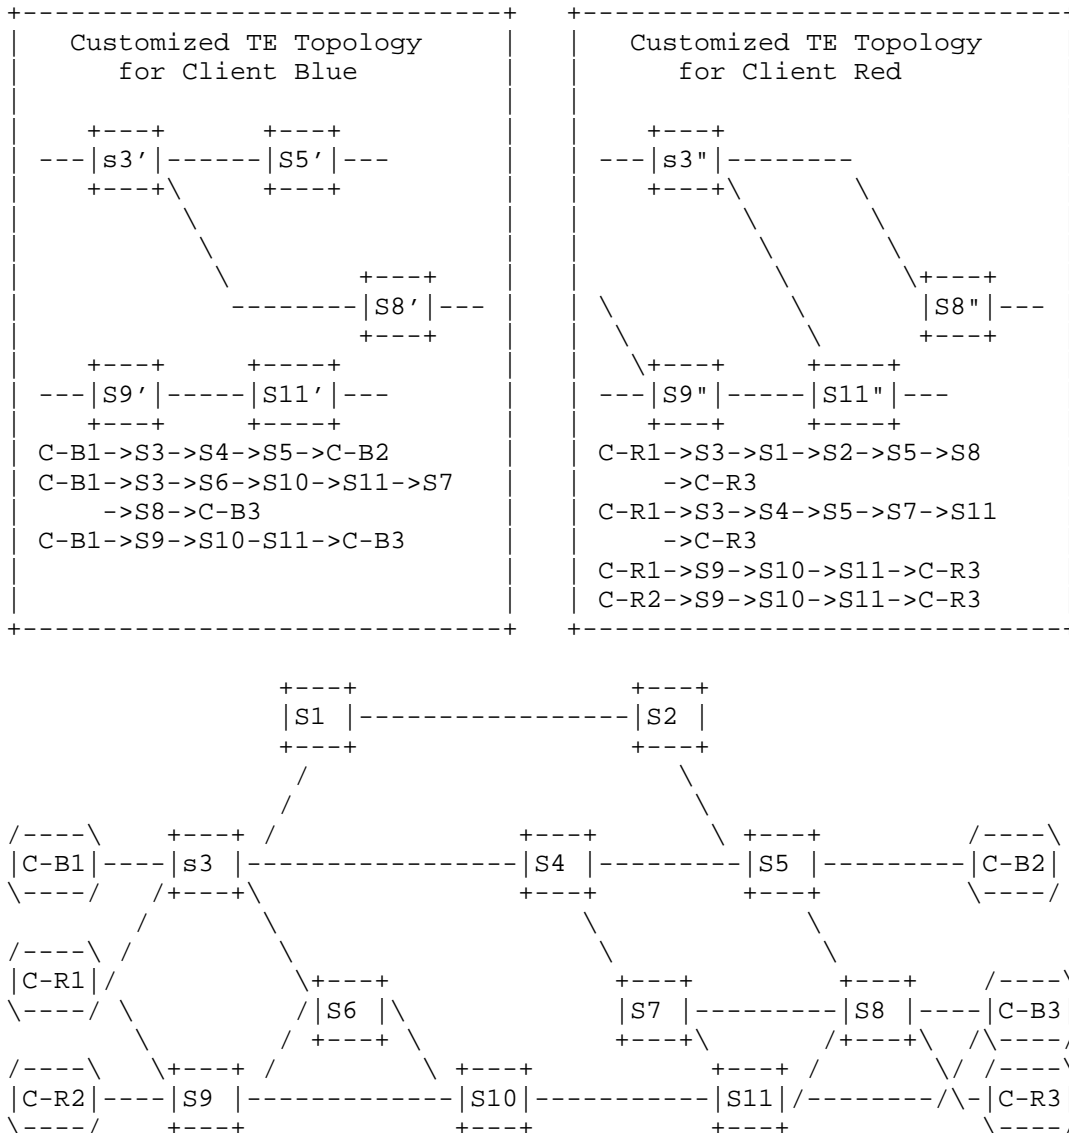 Customized TE Topology Customized TE Topology
for Client Blue for Client Red
s3' S5' s3"
S8' S8"
S9' S11' S9" S11"
C-B1->S3->S4->S5->C-B2 C-R1->S3->S1->S2->S5->S8
C-B1->S3->S6->S10->S11->S7 ->C-R3
->S8->C-B3 C-R1->S3->S4->S5->S7->S11
C-B1->S9->S10-S11->C-B3 ->C-R3
C-R1->S9->S10->S11->C-R3
C-R2->S9->S10->S11->C-R3
S1 S2
C-B1 s3 S4 S5 C-B2
C-R1
S6 S7 S8 C-B3
C-R2 S9 S10 S11 C-R3